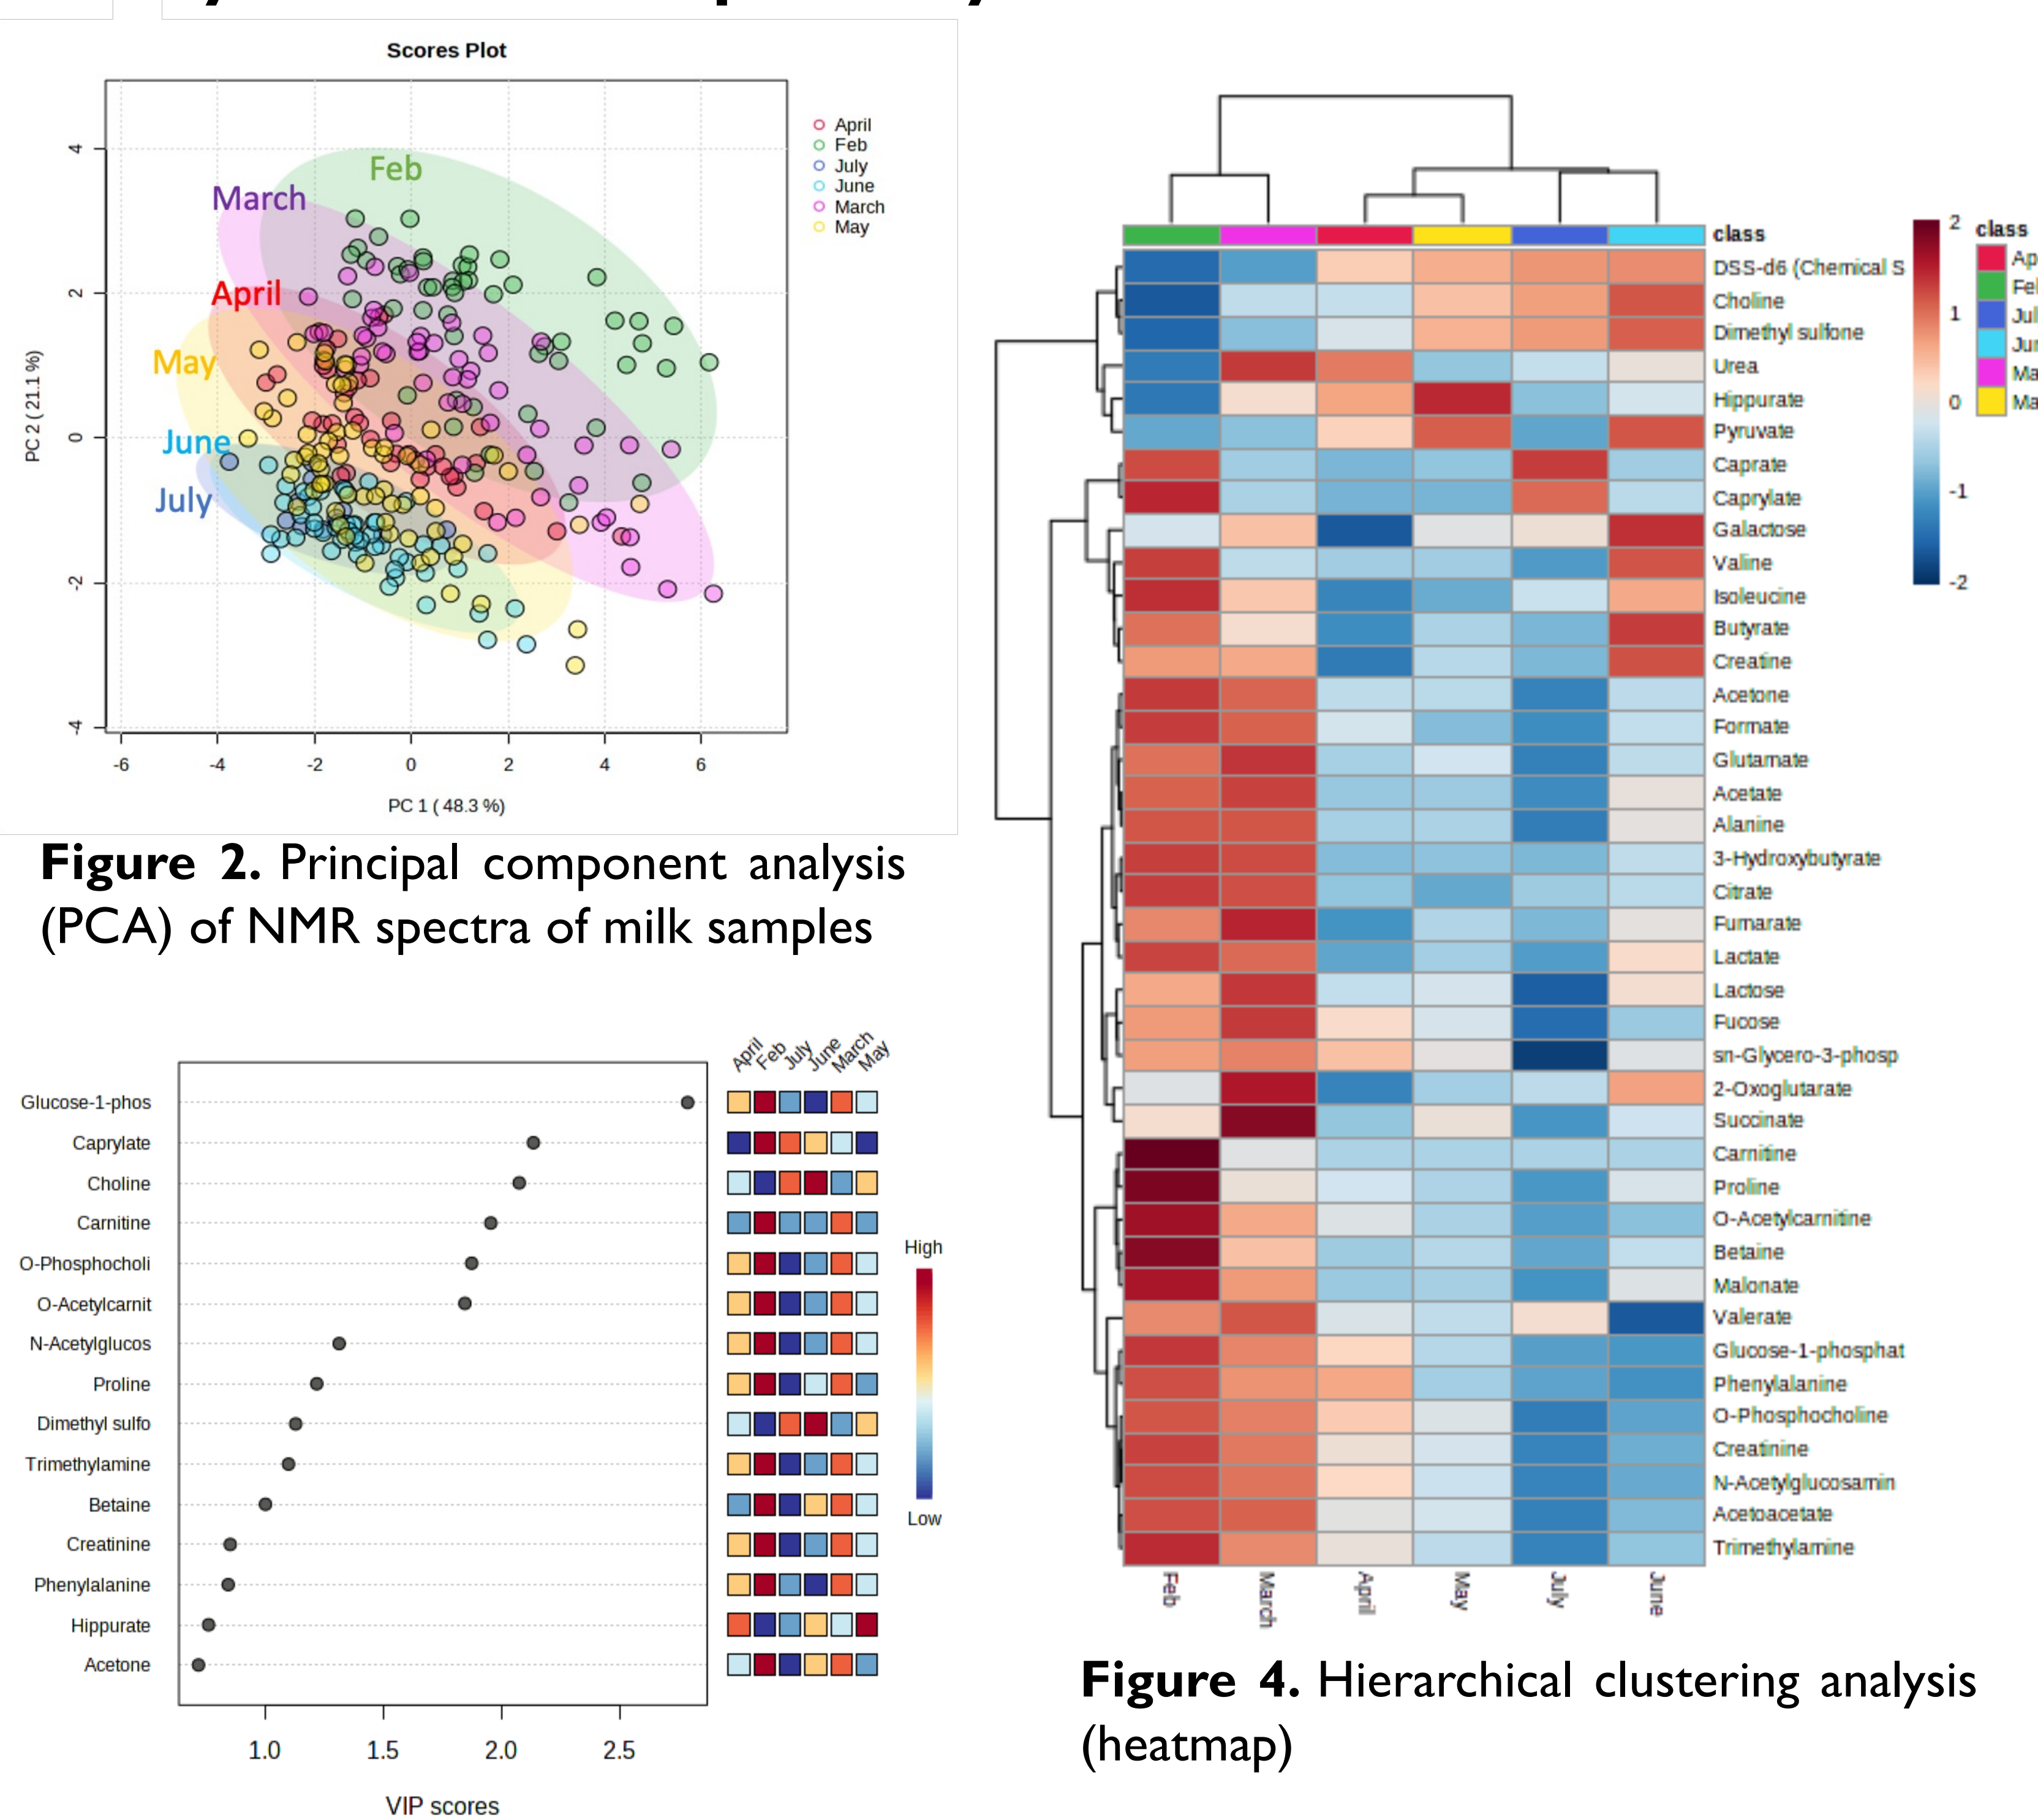 Scores Plot
April
Feb
July
June
March
May
Feb
March
April
May
June
July
4
2
0
-2
-4
-6
-4
-2
0
2
4
6
PC 2 ( 21.1 %)
PC 1 ( 48.3 %)
Figure 2. Principal component analysis
(PCA) of NMR spectra of milk samples
April
Feb
July
June
March
May
Glucose-1-phos
Caprylate
Choline
Carnitine
O-Phosphocholi
O-Acetylcarnit
N-Acetylglucos
Proline
Dimethyl sulfo
Trimethylamine
Betaine
Creatinine
Phenylalanine
Hippurate
Acetone
High
Low
1.0
1.5
2.0
2.5
VIP scores
class
DSS-d6 (Chemical S
Choline
Dimethyl sulfone
Urea
Hippurate
Pyruvate
Caprate
Caprylate
Galactose
Valine
Isoleucine
Butyrate
Creatine
Acetone
Formate
Glutamate
Acetate
Alanine
3-Hydroxybutyrate
Citrate
Fumarate
Lactate
Lactose
Fucose
sn-Glycero-3-phosp
2-Oxoglutarate
Succinate
Carnitine
Proline
O-Acetylcarnitine
Betaine
Malonate
Valerate
Glucose-1-phosphat
Phenylalanine
O-Phosphocholine
Creatinine
N-Acetylglucosamin
Acetoacetate
Trimethylamine
Feb
March
April
May
July
June
2
1
0
-1
-2
class
Ap
Fel
Jul
Jur
Ma
Ma
Figure 4. Hierarchical clustering analysis
(heatmap)